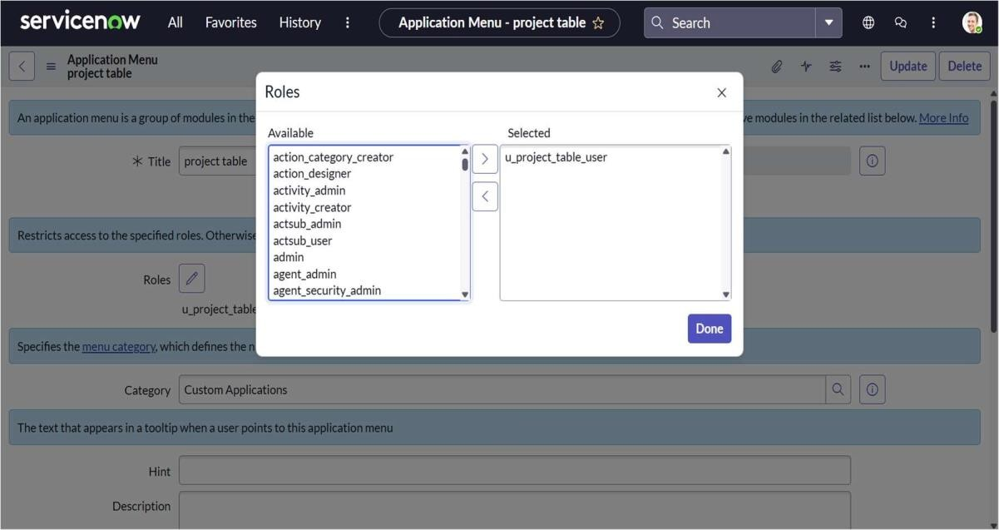 servicenow All Favorites History Application Menu - project table Search
Application Menu
project table
Update Delete
An application menu is a group of modules in the
ve modules in the related list below. More Info
Title project table
Restricts access to the specified roles. Otherwise
Roles
u_project_table
Specifies the menu category, which defines the n
Category Custom Applications
The text that appears in a tooltip when a user points to this application menu
Hint
Description
Roles
Available
action_category_creator
action_designer
activity_admin
activity_creator
actsub_admin
actsub_user
admin
agent_admin
agent_security_admin
Selected
u_project_table_user
Done